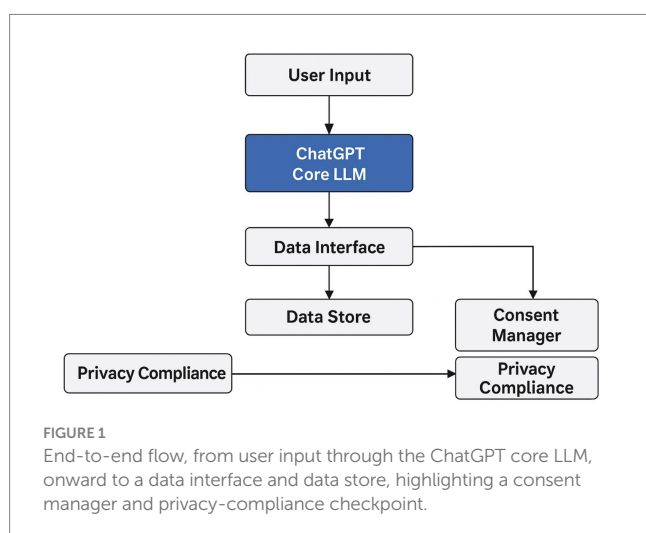 User Input
ChatGPT
Core LLM
Data Interface
Data Store
Consent
Manager
Privacy Compliance
Privacy
Compliance
FIGURE 1
End-to-end flow, from user input through the ChatGPT core LLM,
onward to a data interface and data store, highlighting a consent
manager and privacy-compliance checkpoint.